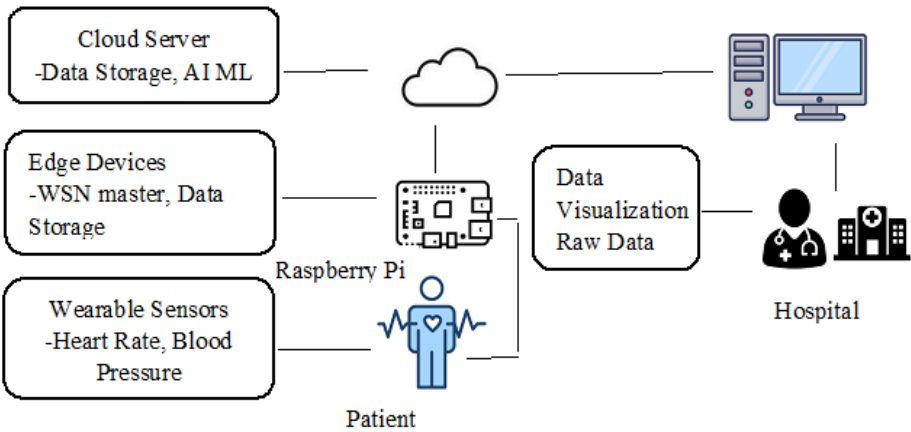 Cloud Server
-Data Storage, AI ML
Edge Devices
-WSN master, Data
Storage
Data
Visualization
Raw Data
Raspberry Pi
Wearable Sensors
-Heart Rate, Blood
Pressure
Hospital
Patient